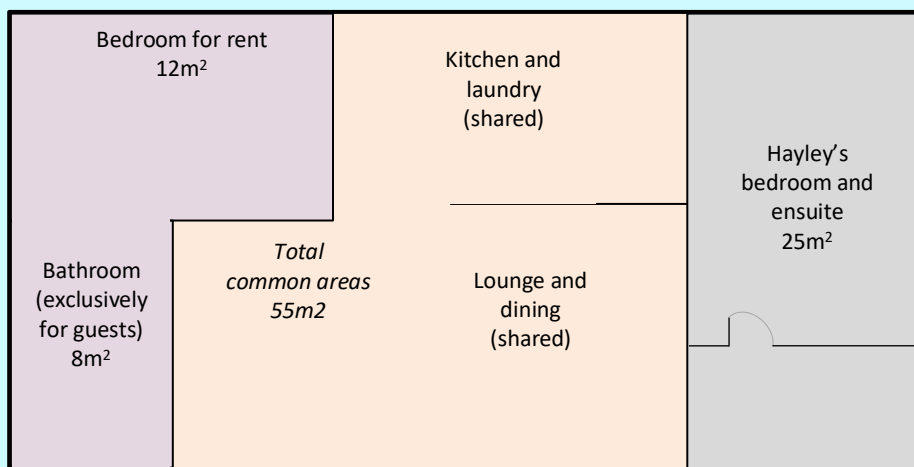 Bedroom for rent
12m²
Kitchen and
laundry
(shared)
Hayley’s
bedroom and
ensuite
25m²
Total
common areas
55m2
Bathroom
(exclusively
for guests)
8m²
Lounge and
dining
(shared)